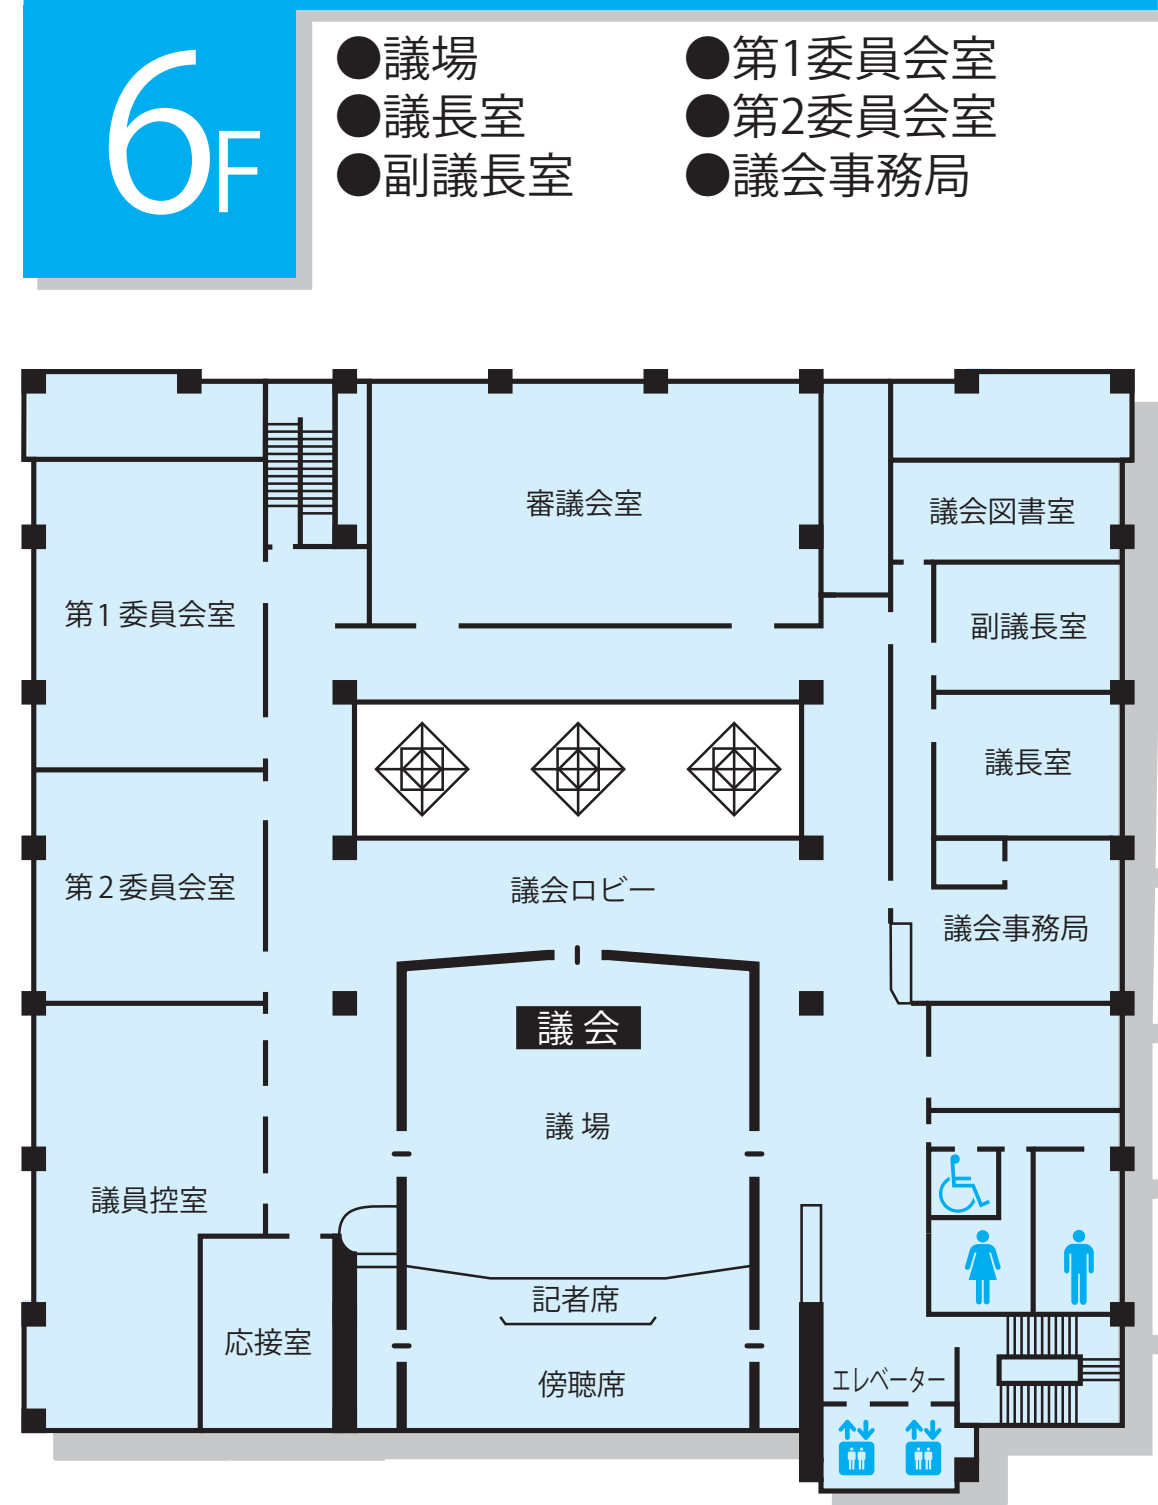 6F
●議場
●議長室
●副議長室
●第1委員会室
●第2委員会室
●議会事務局
審議会室
議会図書室
第1委員会室
副議長室
議長室
第2委員会室
議会ロビー
議会事務局
議会
議場
議員控室
記者席
応接室
傍聴席
エレベーター